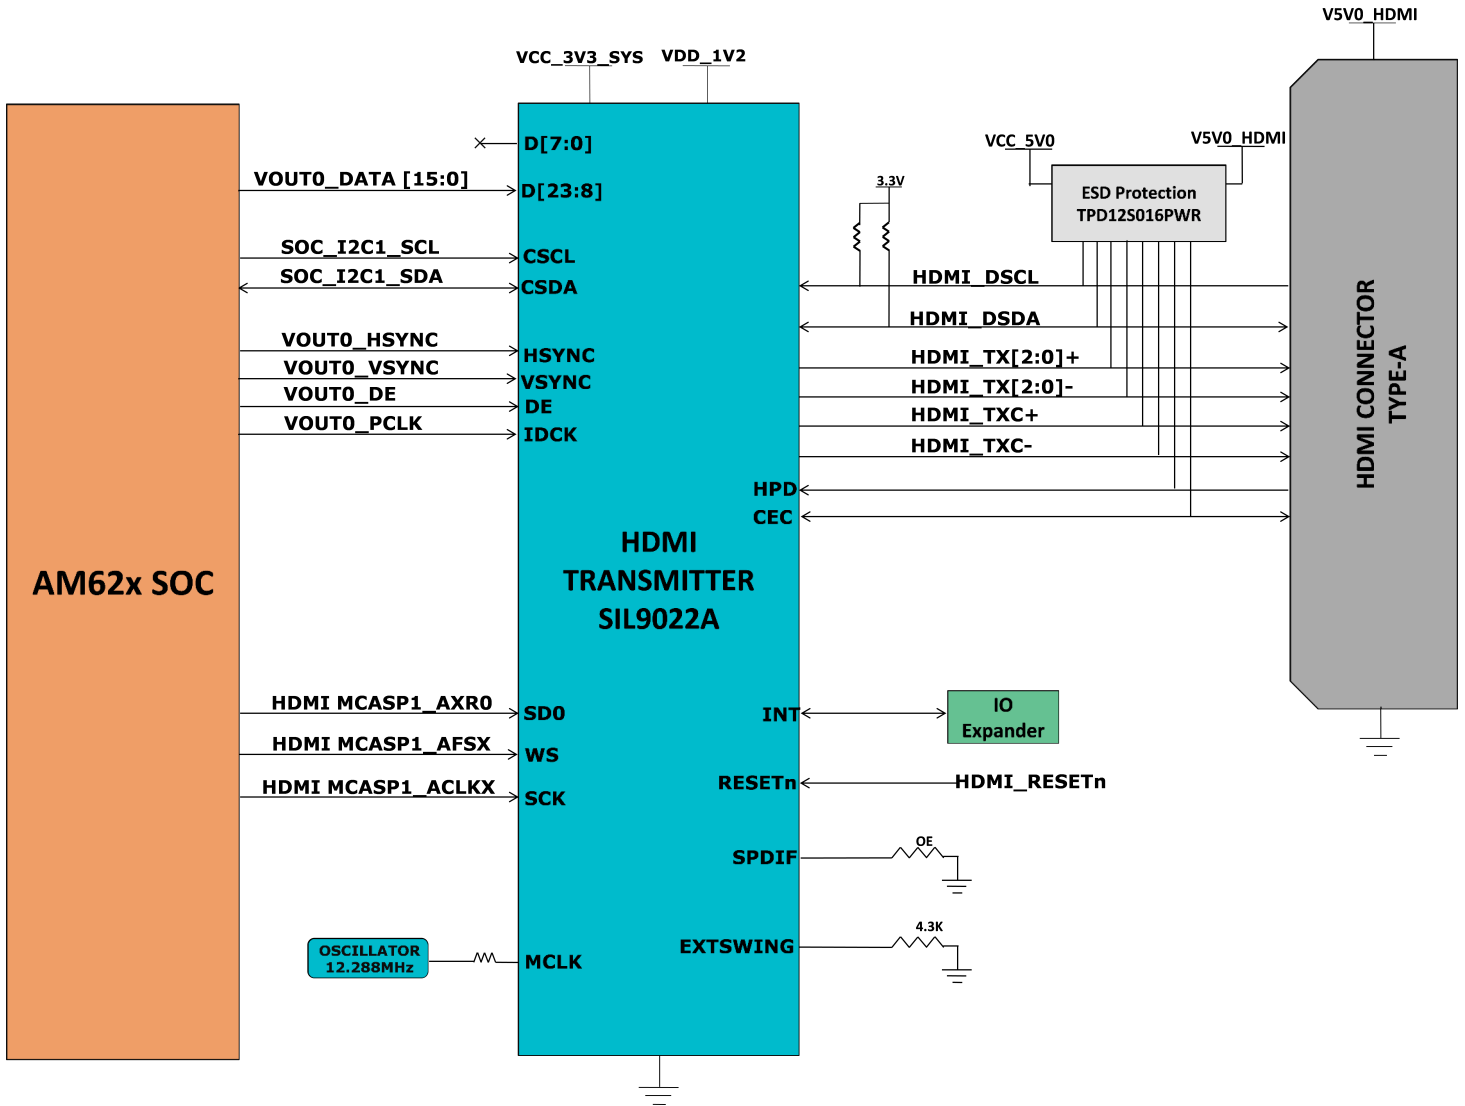 V5V0_HDMI
VCC_3V3_SYS
VDD_1V2
D[7:0]
VOUT0_DATA [15:0]
D[23:8]
SOC_I2C1_SCL
CSCL
SOC_I2C1_SDA
CSDA
VOUT0_HSYNC
HSYNC
VOUT0_VSYNC
VSYNC
VOUT0_DE
DE
VOUT0_PCLK
IDCK
AM62x SOC
HDMI
TRANSMITTER
SIL9022A
HDMI MCASP1_AXR0
SD0
HDMI MCASP1_AFSX
WS
HDMI MCASP1_ACLKX
SCK
OSCILLATOR
12.288MHz
MCLK
VCC_5V0
V5V0_HDMI
ESD Protection
TPD12S016PWR
3.3V
HDMI_DSCL
HDMI_DSDA
HDMI_TX[2:0]+
HDMI_TX[2:0]-
HDMI_TXC+
HDMI_TXC-
HPD
CEC
HDMI CONNECTOR
TYPE-A
INT
IO
Expander
RESETn
HDMI_RESETn
SPDIF
OE
EXTSWING
4.3K